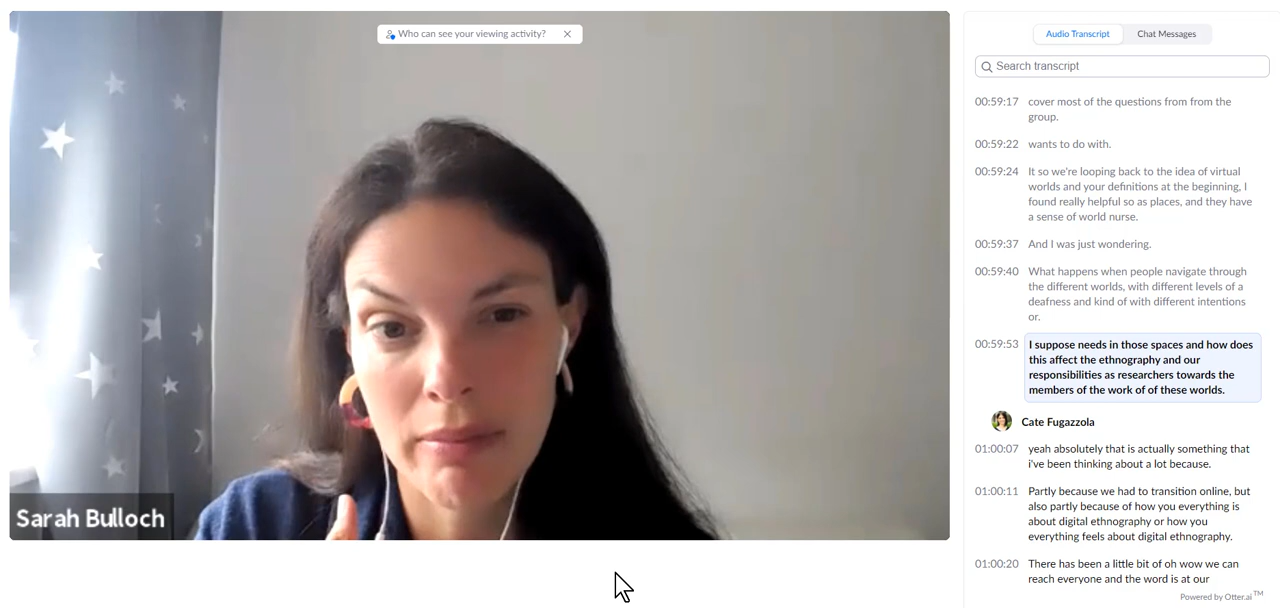 Who can see your viewing activity?
Sarah Bulloch
Audio Transcript
Chat Messages
Search transcript
00:59:17 cover most of the questions from from the
group.
00:59:22 wants to do with.
00:59:24 It so we're looping back to the idea of virtual
worlds and your definitions at the beginning, I
found really helpful so as places, and they have
a sense of world nurse.
00:59:37 And I was just wondering.
00:59:40 What happens when people navigate through
the different worlds, with different levels of a
deafness and kind of with different intentions
or.
00:59:53 I suppose needs in those spaces and how does
this affect the ethnography and our
responsibilities as researchers towards the
members of the work of of these worlds.
Cate Fugazzola
01:00:07 yeah absolutely that is actually something that
i've been thinking about a lot because.
01:00:11 Partly because we had to transition online, but
also partly because of how you everything is
about digital ethnography or how you
everything feels about digital ethnography.
01:00:20 There has been a little bit of oh wow we can
reach everyone and the word is at our
Powered by Otter.ai TM